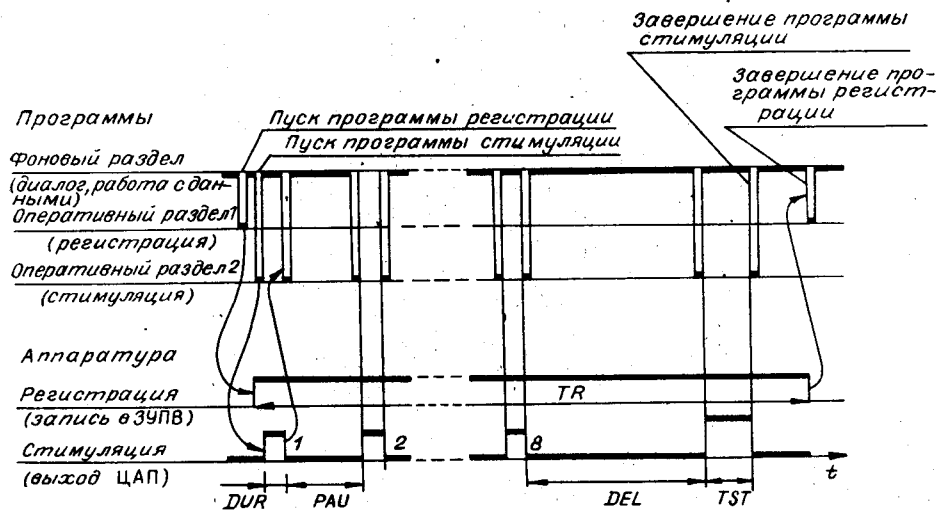 Завершение программы
стимуляции
Завершение про-
граммы регист-
рации
Программы
Пуск программы регистрации
Пуск программы стимуляции
Фоновый раздел
(диалог, работа с дан-
ными)
Оперативный раздел 1
(регистрация)
Оперативный раздел 2
(стимуляция)
Аппаратура
Регистрация
(запись в ЗУПВ)
TR
Стимуляция
(выход ЦАП)
1
2
8
t
DUR
PAU
DEL
TST